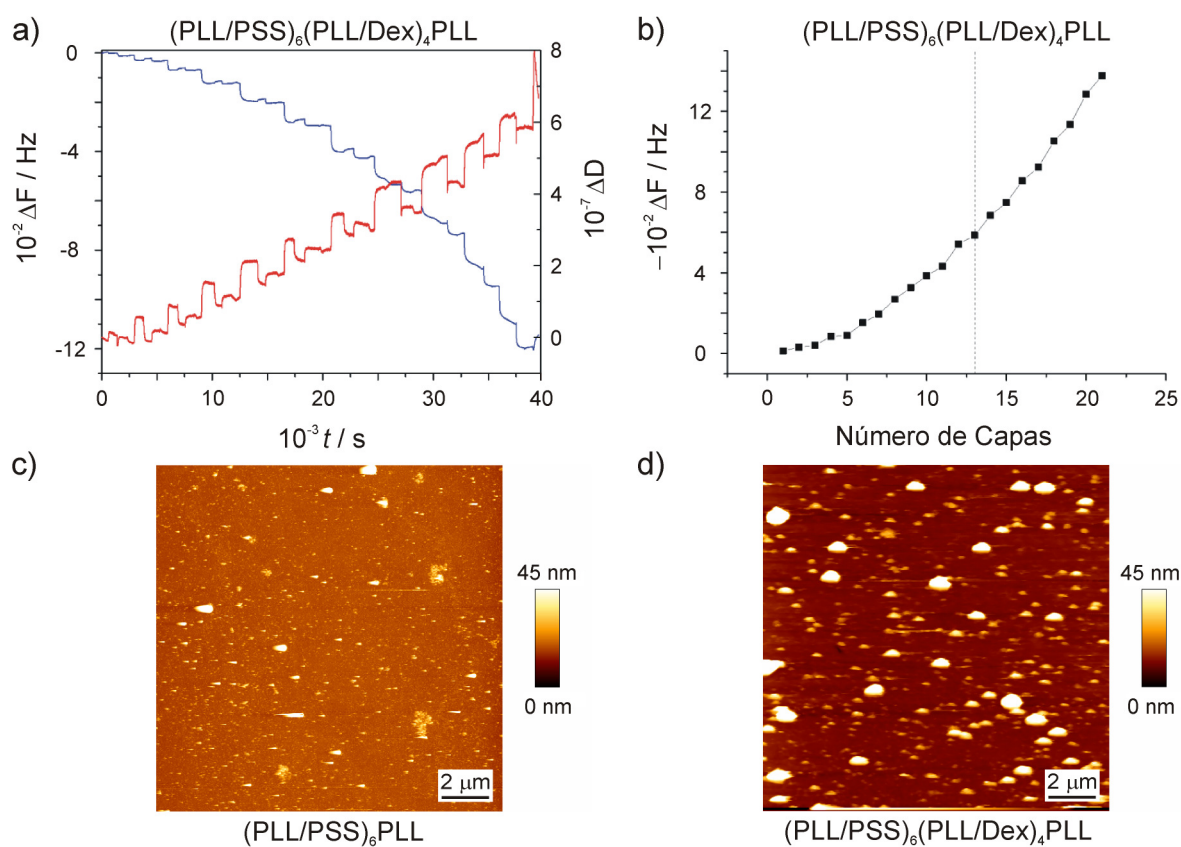 a)
(PLL/PSS)₆(PLL/Dex)₄PLL
0
-4
-8
-12
10⁻² ΔF / Hz
8
6
4
2
0
10⁻⁷ ΔD
0 10 20 30 40
10⁻³ t / s
b)
(PLL/PSS)₆(PLL/Dex)₄PLL
12
8
4
0
−10⁻² ΔF / Hz
0 5 10 15 20 25
Número de Capas
c)
45 nm
0 nm
2 μm
(PLL/PSS)₆PLL
d)
45 nm
0 nm
2 μm
(PLL/PSS)₆(PLL/Dex)₄PLL